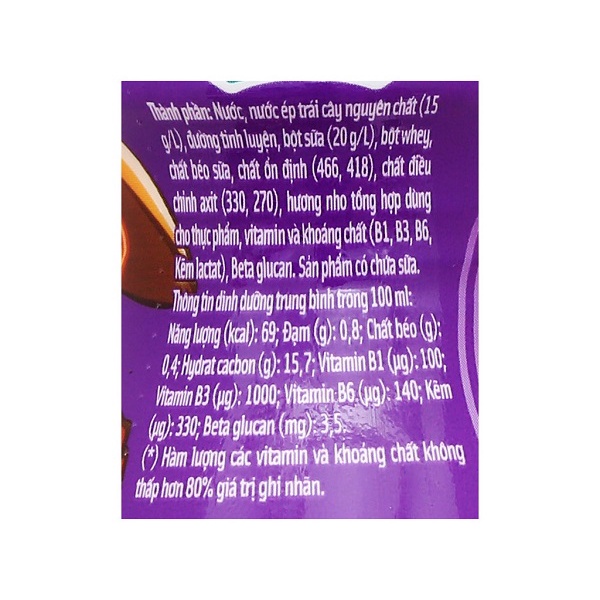 Thành phần: Nước, nước ép trái cây nguyên chất (15
g/L), đường tinh luyện, bột sữa (20 g/L), bột whey,
chất béo sữa, chất ổn định (466, 418), chất điều
chỉnh axit (330, 270), hương nho tổng hợp dùng
cho thực phẩm, vitamin và khoáng chất (B1, B3, B6,
Kẽm lactat), Beta glucan. Sản phẩm có chứa sữa.
Thông tin dinh dưỡng trung bình trong 100 ml:
Năng lượng (kcal): 69; Đạm (g): 0,8; Chất béo (g):
0,4; Hydrat cacbon (g): 15,7; Vitamin B1 (µg): 100;
Vitamin B3 (µg): 1000; Vitamin B6 (µg): 140; Kẽm
(µg): 330; Beta glucan (mg): 3,5.
(*) Hàm lượng các vitamin và khoáng chất không
thấp hơn 80% giá trị ghi nhãn.